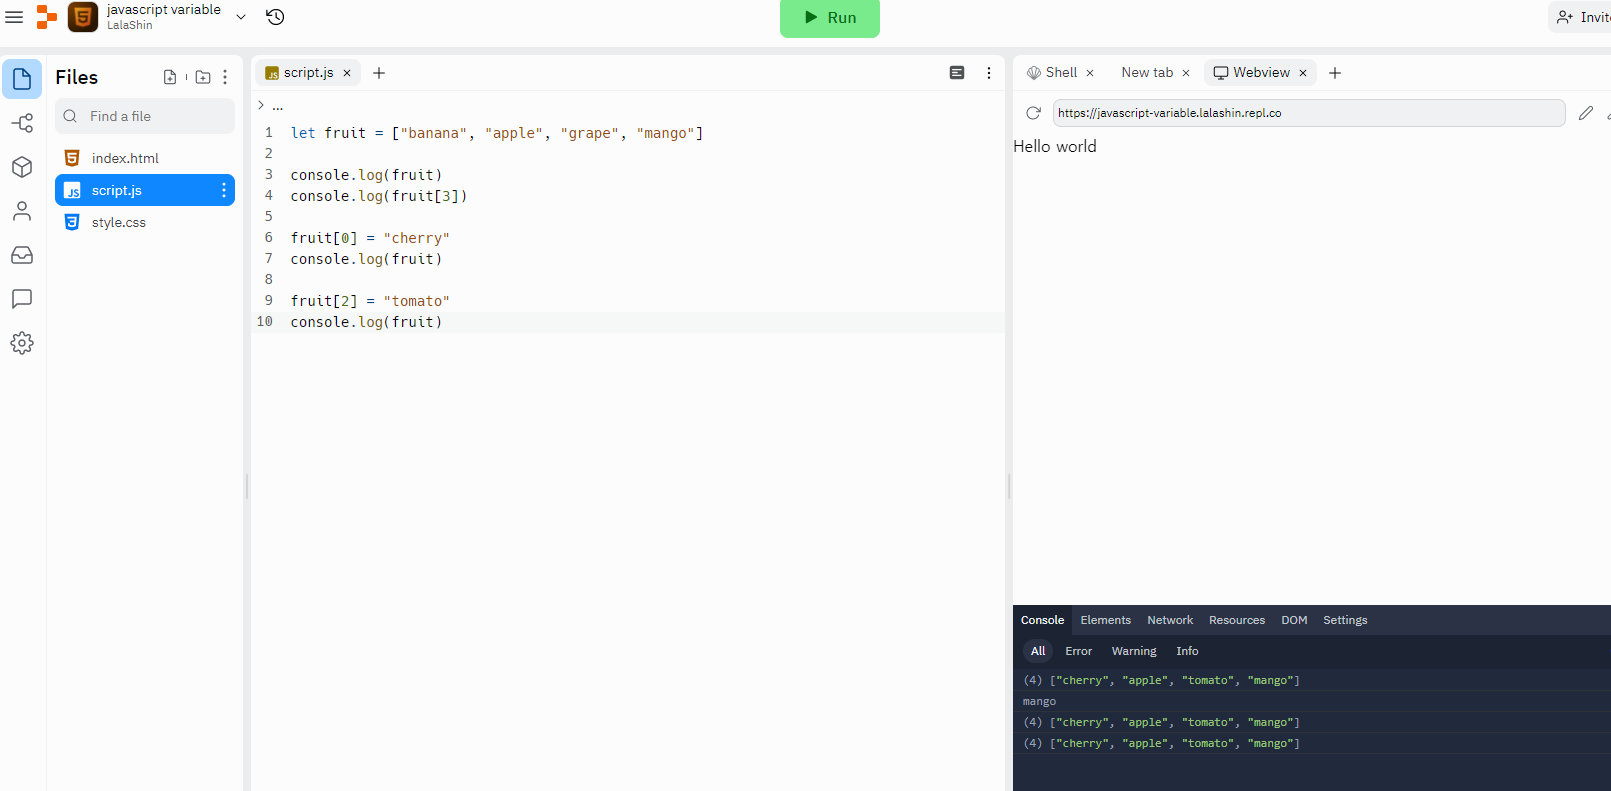 javascript variable
LalaShin
Run
Invite
Files
Find a file
index.html
script.js
style.css
script.js
...
1 let fruit = ["banana", "apple", "grape", "mango"]
2
3 console.log(fruit)
4 console.log(fruit[3])
5
6 fruit[0] = "cherry"
7 console.log(fruit)
8
9 fruit[2] = "tomato"
10 console.log(fruit)
Shell
New tab
Webview
https://javascript-variable.lalashin.repl.co
Hello world
Console Elements Network Resources DOM Settings
All Error Warning Info
(4) ["cherry", "apple", "tomato", "mango"]
mango
(4) ["cherry", "apple", "tomato", "mango"]
(4) ["cherry", "apple", "tomato", "mango"]